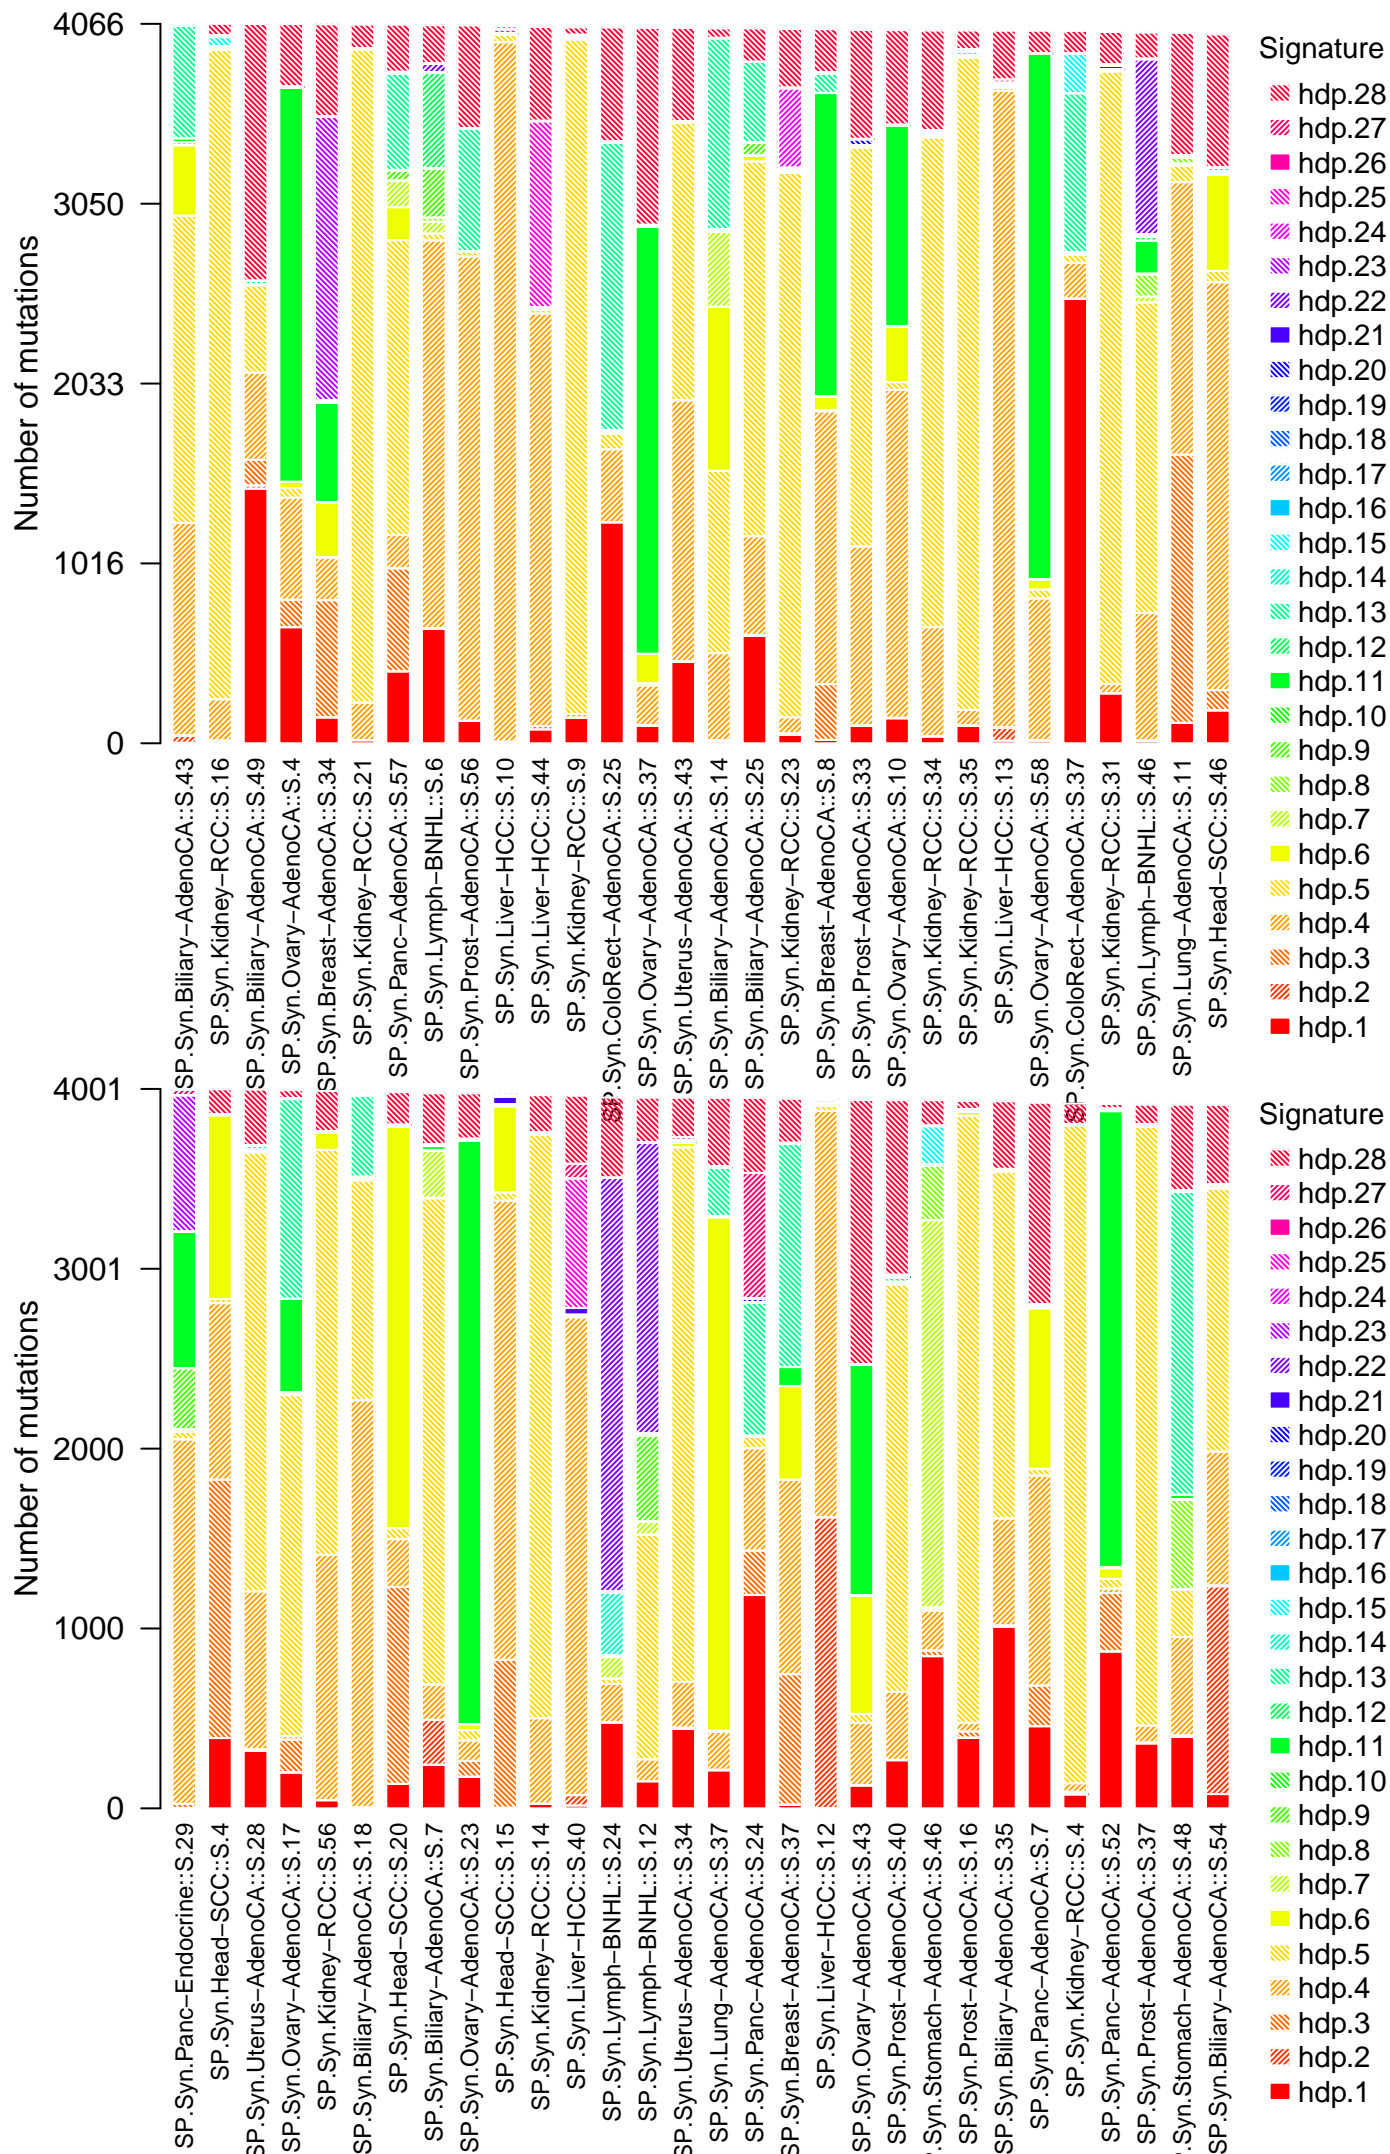 Number of mutations
4066
3050
2033
1016
0
SP.Syn.Biliary−AdenoCA::S.43
SP.Syn.Kidney−RCC::S.16
SP.Syn.Biliary−AdenoCA::S.49
SP.Syn.Ovary−AdenoCA::S.4
SP.Syn.Breast−AdenoCA::S.34
SP.Syn.Kidney−RCC::S.21
SP.Syn.Panc−AdenoCA::S.57
SP.Syn.Lymph−BNHL::S.6
SP.Syn.Prost−AdenoCA::S.56
SP.Syn.Liver−HCC::S.10
SP.Syn.Liver−HCC::S.44
SP.Syn.Kidney−RCC::S.9
SP.Syn.ColoRect−AdenoCA::S.25
SP.Syn.Ovary−AdenoCA::S.37
SP.Syn.Uterus−AdenoCA::S.43
SP.Syn.Biliary−AdenoCA::S.14
SP.Syn.Biliary−AdenoCA::S.25
SP.Syn.Kidney−RCC::S.23
SP.Syn.Breast−AdenoCA::S.8
SP.Syn.Prost−AdenoCA::S.33
SP.Syn.Ovary−AdenoCA::S.10
SP.Syn.Kidney−RCC::S.34
SP.Syn.Kidney−RCC::S.35
SP.Syn.Liver−HCC::S.13
SP.Syn.Ovary−AdenoCA::S.58
SP.Syn.ColoRect−AdenoCA::S.37
SP.Syn.Kidney−RCC::S.31
SP.Syn.Lymph−BNHL::S.46
SP.Syn.Lung−AdenoCA::S.11
SP.Syn.Head−SCC::S.46
Signature
hdp.28
hdp.27
hdp.26
hdp.25
hdp.24
hdp.23
hdp.22
hdp.21
hdp.20
hdp.19
hdp.18
hdp.17
hdp.16
hdp.15
hdp.14
hdp.13
hdp.12
hdp.11
hdp.10
hdp.9
hdp.8
hdp.7
hdp.6
hdp.5
hdp.4
hdp.3
hdp.2
hdp.1
Number of mutations
4001
3001
2000
1000
0
SP.Syn.Panc−Endocrine::S.29
SP.Syn.Head−SCC::S.4
SP.Syn.Uterus−AdenoCA::S.28
SP.Syn.Ovary−AdenoCA::S.17
SP.Syn.Kidney−RCC::S.56
SP.Syn.Biliary−AdenoCA::S.18
SP.Syn.Head−SCC::S.20
SP.Syn.Biliary−AdenoCA::S.7
SP.Syn.Ovary−AdenoCA::S.23
SP.Syn.Head−SCC::S.15
SP.Syn.Kidney−RCC::S.14
SP.Syn.Liver−HCC::S.40
SP.Syn.Lymph−BNHL::S.24
SP.Syn.Lymph−BNHL::S.12
SP.Syn.Uterus−AdenoCA::S.34
SP.Syn.Lung−AdenoCA::S.37
SP.Syn.Panc−AdenoCA::S.24
SP.Syn.Breast−AdenoCA::S.37
SP.Syn.Liver−HCC::S.12
SP.Syn.Ovary−AdenoCA::S.43
SP.Syn.Prost−AdenoCA::S.40
.Syn.Stomach−AdenoCA::S.46
SP.Syn.Prost−AdenoCA::S.16
SP.Syn.Biliary−AdenoCA::S.35
SP.Syn.Panc−AdenoCA::S.7
SP.Syn.Kidney−RCC::S.4
SP.Syn.Panc−AdenoCA::S.52
SP.Syn.Prost−AdenoCA::S.37
.Syn.Stomach−AdenoCA::S.48
SP.Syn.Biliary−AdenoCA::S.54
Signature
hdp.28
hdp.27
hdp.26
hdp.25
hdp.24
hdp.23
hdp.22
hdp.21
hdp.20
hdp.19
hdp.18
hdp.17
hdp.16
hdp.15
hdp.14
hdp.13
hdp.12
hdp.11
hdp.10
hdp.9
hdp.8
hdp.7
hdp.6
hdp.5
hdp.4
hdp.3
hdp.2
hdp.1